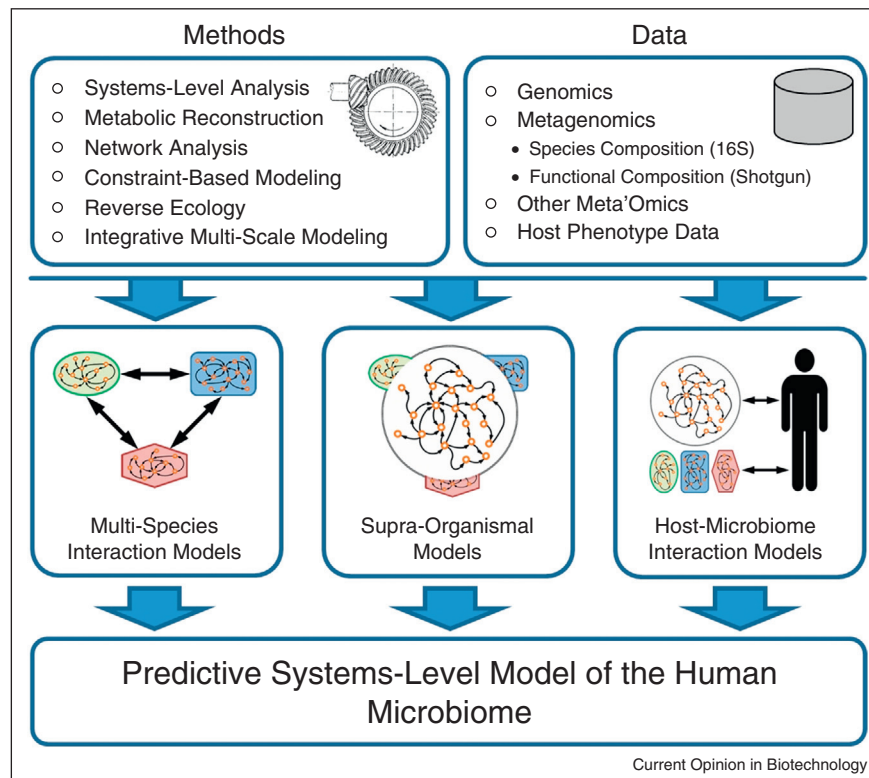 Methods
Systems-Level Analysis
Metabolic Reconstruction
Network Analysis
Constraint-Based Modeling
Reverse Ecology
Integrative Multi-Scale Modeling
Data
Genomics
Metagenomics
Species Composition (16S)
Functional Composition (Shotgun)
Other Meta'Omics
Host Phenotype Data
Multi-Species
Interaction Models
Supra-Organismal
Models
Host-Microbiome
Interaction Models
Predictive Systems-Level Model of the Human
Microbiome
Current Opinion in Biotechnology